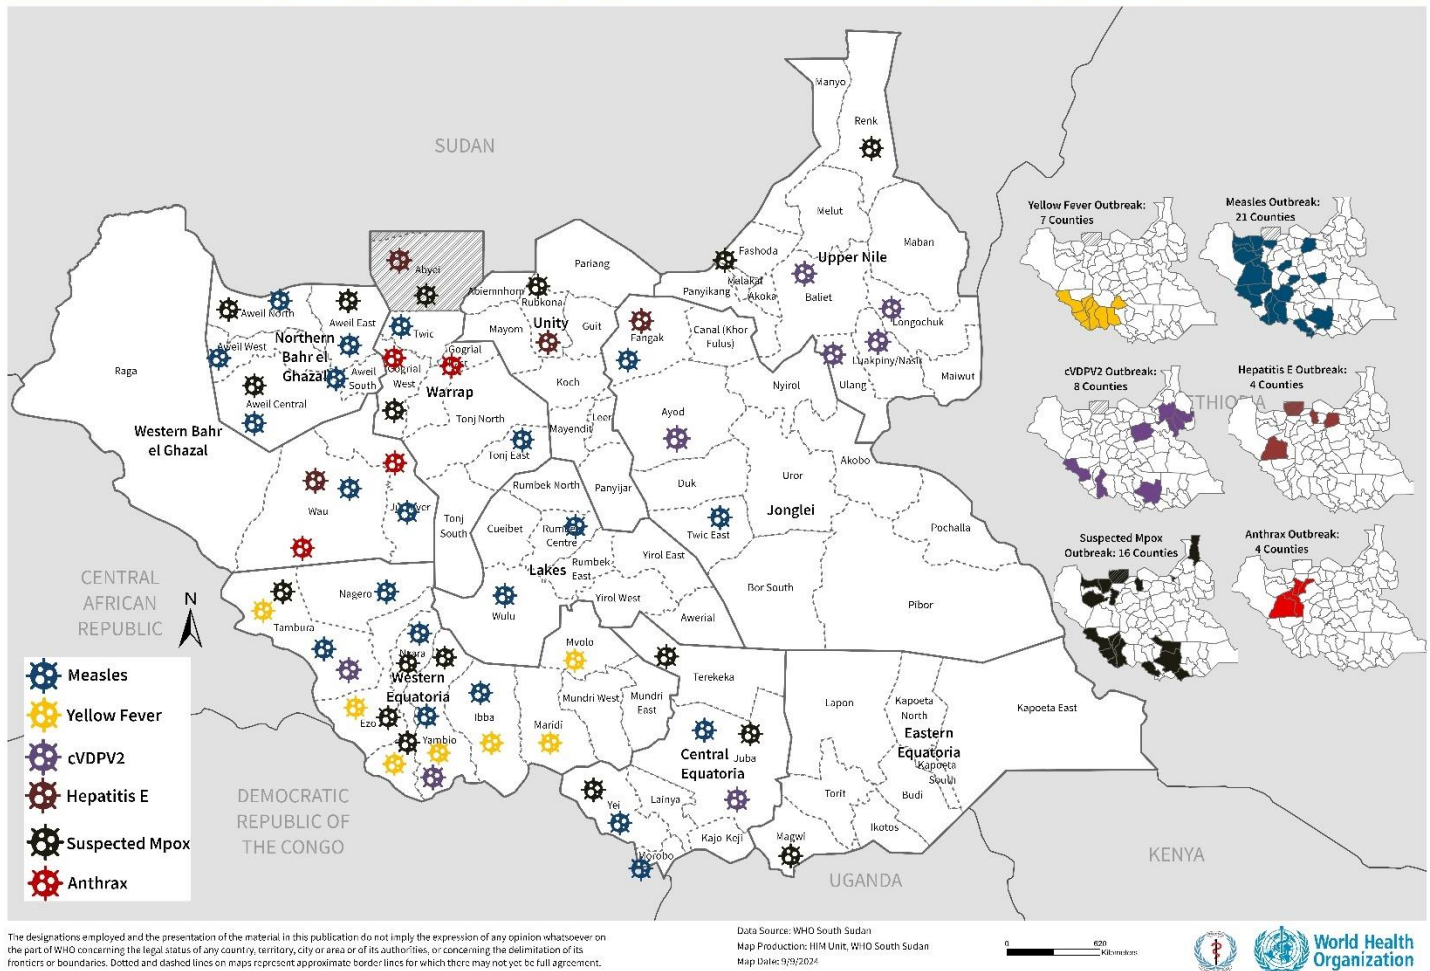 SUDAN
Manyo
Renk
Melut
Maban
Fashoda
Upper Nile
Malakal
Panyikang
Akoka
Baliet
Longochuk
Luakpiny/Nasir
Maiwut
Ulang
Nyirol
Abyei
Pariang
Abiemnhom
Rubkona
Mayom
Unity
Guit
Fangak
Canal (Khor
Fulus)
Aweil North
Aweil East
Twic
Northern
Bahr el
Ghazal
Aweil West
Aweil
South
Aweil Central
Gogrial
West
Gogrial
Warrap
Raga
Western Bahr
el Ghazal
Koch
Leer
Mayendit
Ayod
Tonj North
Tonj East
Akobo
Uror
Duk
Jonglei
Rumbek North
Panyijar
Wau
Tonj
South
Cueibet
Centre
Twic East
Pochalla
Rumbek
East
Yirol East
Lakes
Yirol West
Bor South
Pibor
Awerial
Wulu
CENTRAL
AFRICAN
REPUBLIC
N
Nagero
Tambura
Mvolo
Western
Equatoria
Terekeka
Mundri West
Mundri
East
Ibba
Maridi
Ezo
Yambio
Lapon
Kapoeta
North
Kapoeta East
Eastern
Equatoria
Kapoeta
South
Central
Equatoria
Juba
Yei
Lainya
Torit
Budi
Ikotos
Kajo Keji
Magwi
Morobo
DEMOCRATIC
REPUBLIC OF
THE CONGO
UGANDA
KENYA
ETHIOPIA
Yellow Fever Outbreak:
7 Counties
Measles Outbreak:
21 Counties
cVDPV2 Outbreak:
8 Counties
Hepatitis E Outbreak:
4 Counties
Suspected Mpox
Outbreak: 16 Counties
Anthrax Outbreak:
4 Counties
Measles
Yellow Fever
cVDPV2
Hepatitis E
Suspected Mpox
Anthrax
The designations employed and the presentation of the material in this publication do not imply the expression of any opinion whatsoever on
the part of WHO concerning the legal status of any country, territory, city or area or of its authorities, or concerning the delimitation of its
frontiers or boundaries. Dotted and dashed lines on maps represent approximate border lines for which there may not yet be full agreement.
Data Source: WHO South Sudan
Map Production: HIM Unit, WHO South Sudan
Map Date: 9/9/2024
0 620
Kilometers
World Health
Organization